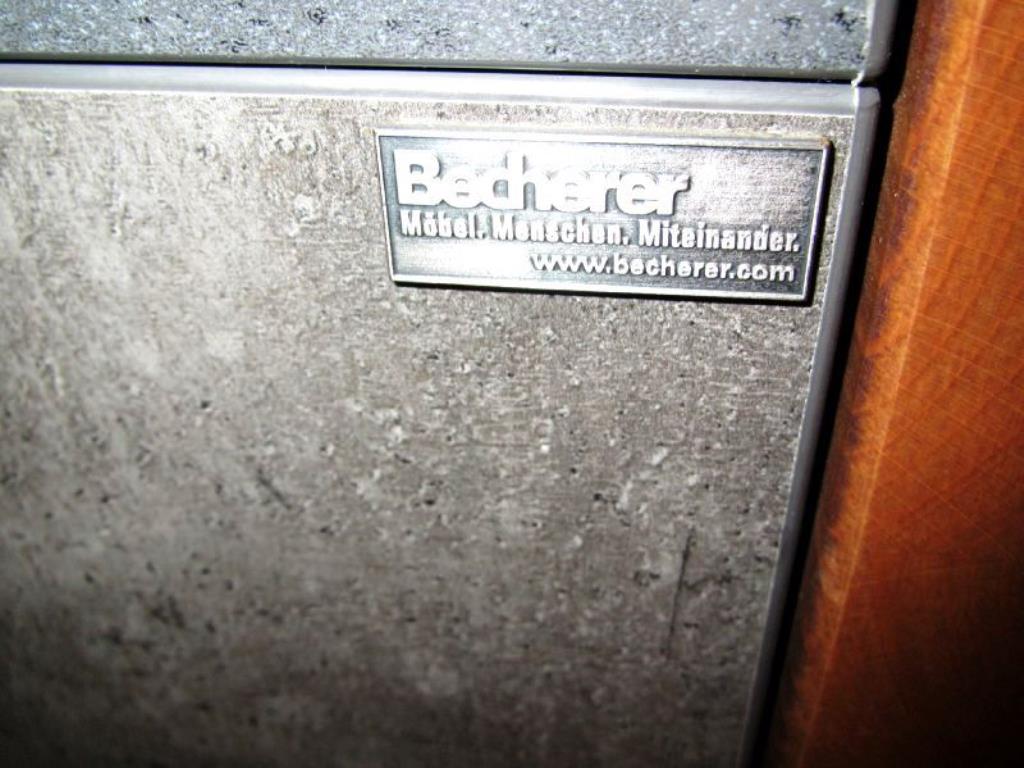 Becherer
Möbel. Menschen. Miteinander.
www.becherer.com